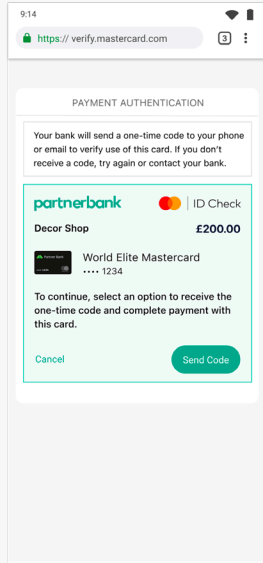 9:14
https:// verify.mastercard.com
3
PAYMENT AUTHENTICATION
Your bank will send a one-time code to your phone
or email to verify use of this card. If you don't
receive a code, try again or contact your bank.
partnerbank
ID Check
Decor Shop
£200.00
Partner Bank
World Elite Mastercard
•••• 1234
To continue, select an option to receive the
one-time code and complete payment with
this card.
Cancel
Send Code